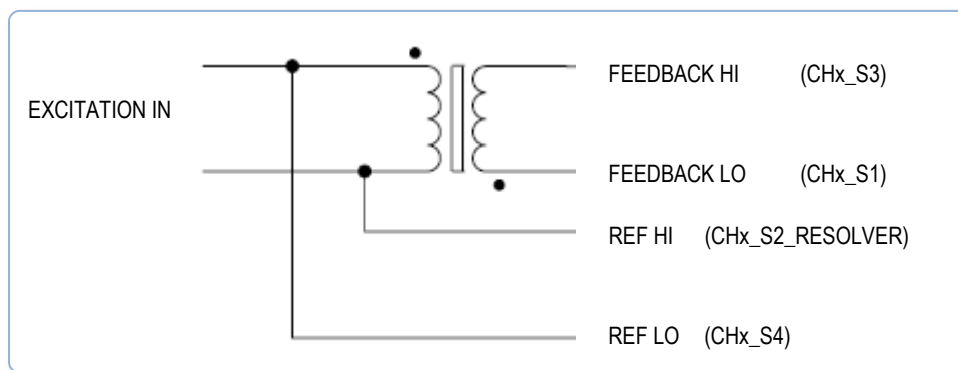 FEEDBACK HI (CHx_S3)
EXCITATION IN
FEEDBACK LO (CHx_S1)
REF HI (CHx_S2_RESOLVER)
REF LO (CHx_S4)